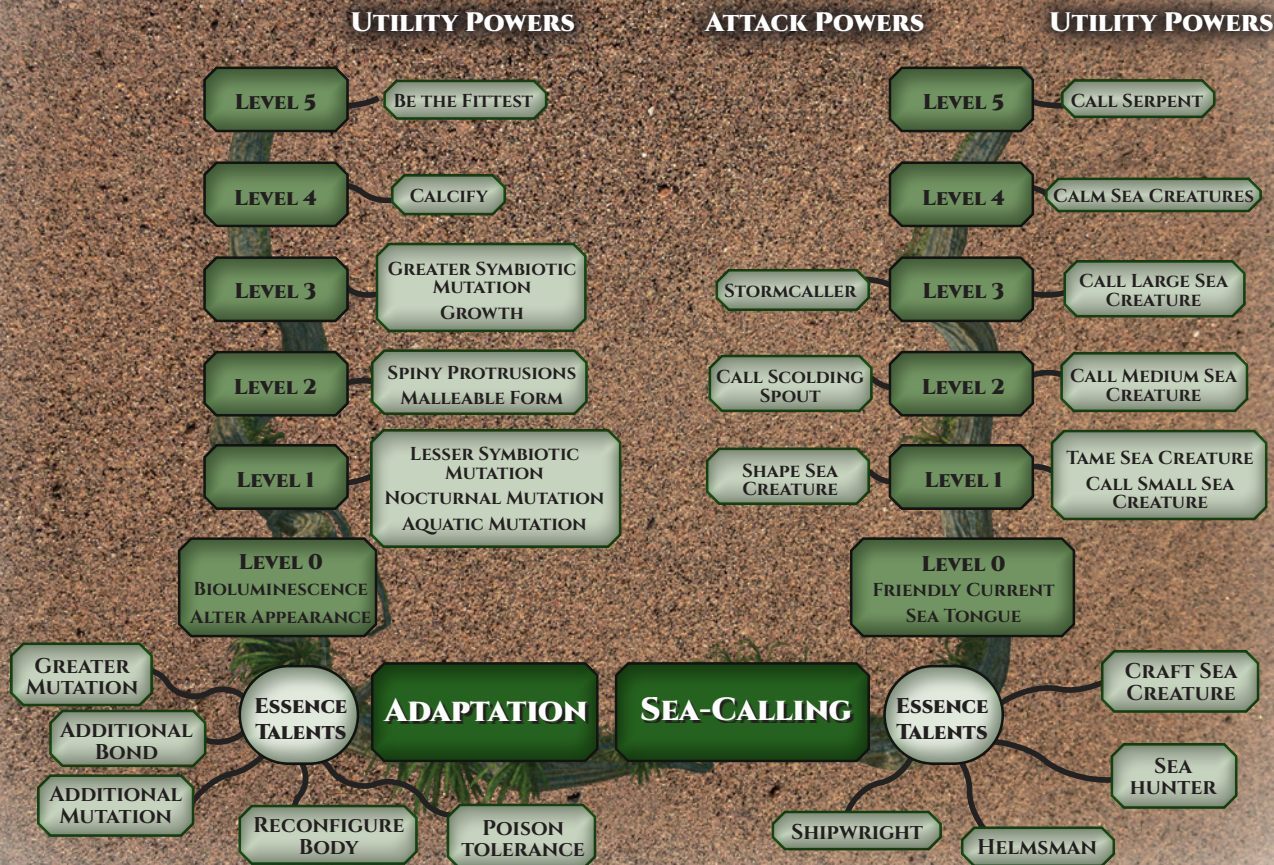 Utility Powers
Attack Powers
Utility Powers
Level 5
Be the Fittest
Level 4
Calcify
Level 3
Greater Symbiotic
Mutation
Growth
Level 2
Spiny Protrusions
Malleable Form
Level 1
Lesser Symbiotic
Mutation
Nocturnal Mutation
Aquatic Mutation
Level 0
Bioluminescence
Alter Appearance
Greater
Mutation
Additional
Bond
Additional
Mutation
Reconfigure
Body
Poison
Tolerance
Essence
Talents
Adaptation
Level 5
Call Serpent
Level 4
Calm Sea Creatures
Stormcaller
Level 3
Call Large Sea
Creature
Call Scolding
Spout
Level 2
Call Medium Sea
Creature
Shape Sea
Creature
Level 1
Tame Sea Creature
Call Small Sea
Creature
Level 0
Friendly Current
Sea Tongue
Sea-Calling
Essence
Talents
Craft Sea
Creature
Sea
Hunter
Shipwright
Helmsman